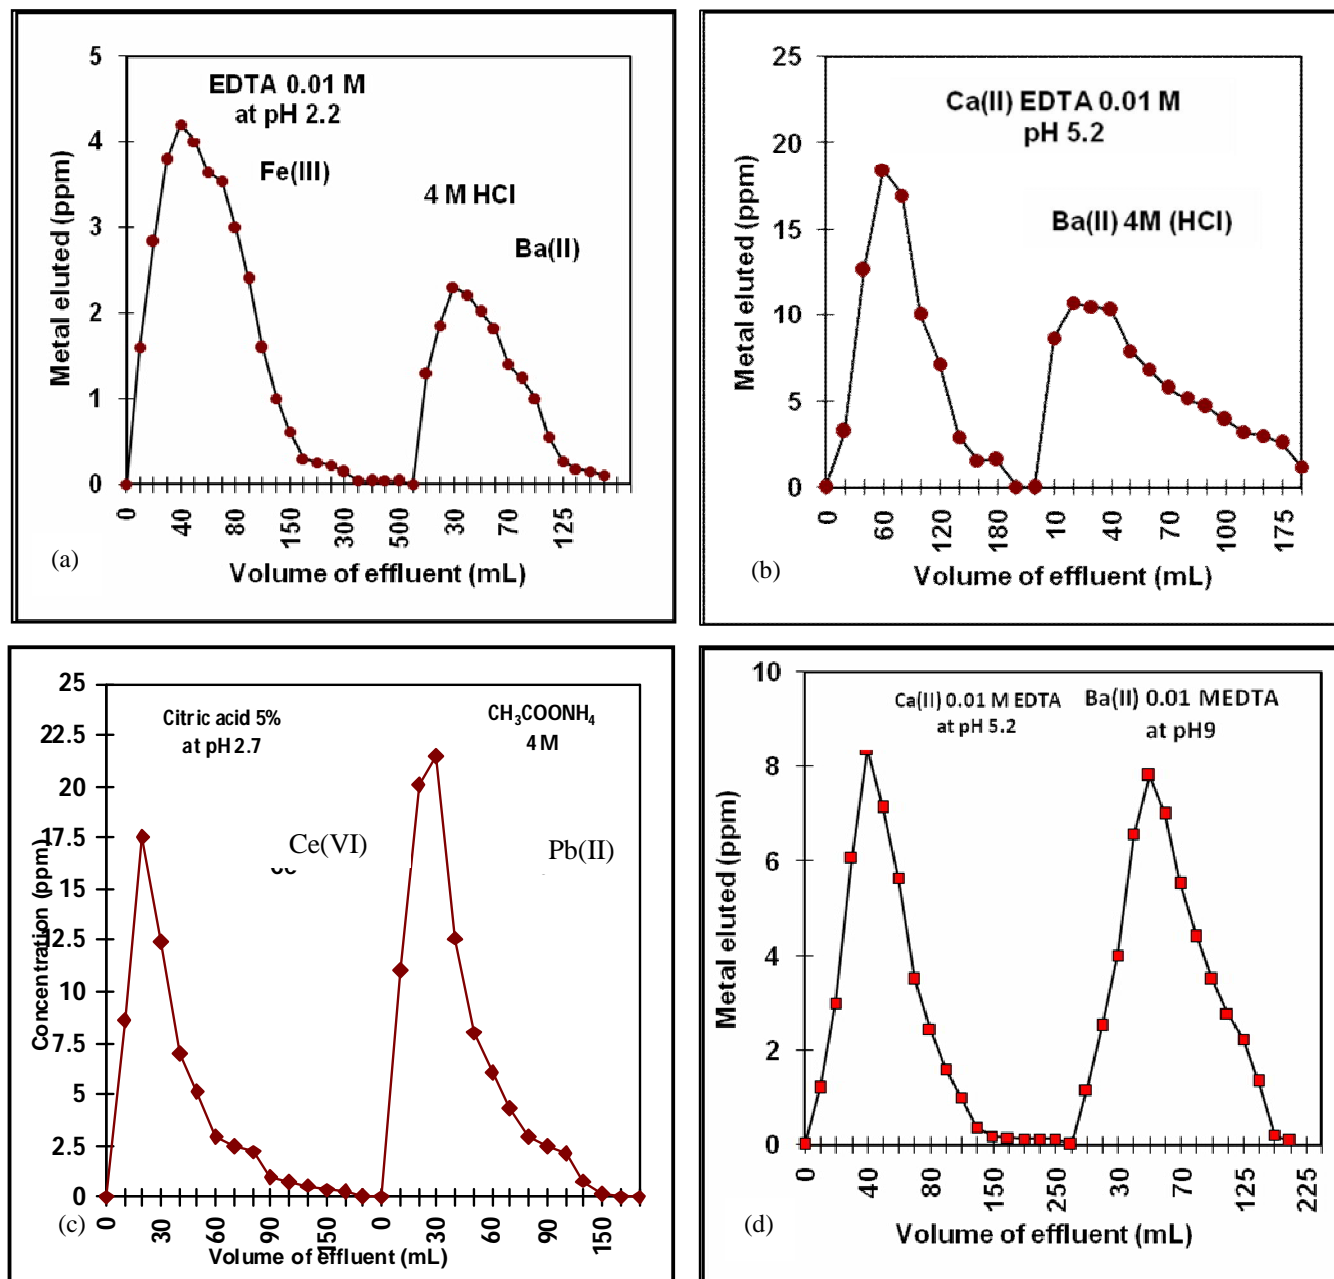 5
4
3
2
1
0
Metal eluted (ppm)
EDTA 0.01 M
at pH 2.2
Fe(III)
4 M HCl
Ba(II)
0
40
80
150
300
500
30
70
125
Volume of effluent (mL)
(a)
25
20
15
10
5
0
Metal eluted (ppm)
Ca(II) EDTA 0.01 M
pH 5.2
Ba(II) 4M (HCl)
0
60
120
180
10
40
70
100
175
Volume of effluent (mL)
(b)
25
22.5
20
17.5
15
12.5
10
7.5
5
2.5
0
Concentration (ppm)
Citric acid 5%
at pH 2.7
CH₃COONH₄
4 M
Ce(VI)
Pb(II)
0
30
60
90
150
0
30
60
90
150
Volume of effluent (mL)
(c)
10
8
6
4
2
0
Metal eluted (ppm)
Ca(II) 0.01 M EDTA
at pH 5.2
Ba(II) 0.01 MEDTA
at pH9
0
40
80
150
250
30
70
125
225
Volume of effluent (mL)
(d)